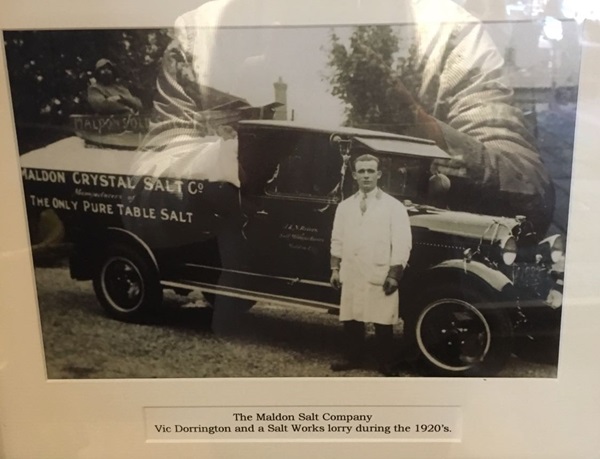 MALDON
MALDON CRYSTAL SALT Cº
Manufacturers of
THE ONLY PURE TABLE SALT
The Maldon Salt Company
Vic Dorrington and a Salt Works lorry during the 1920's.